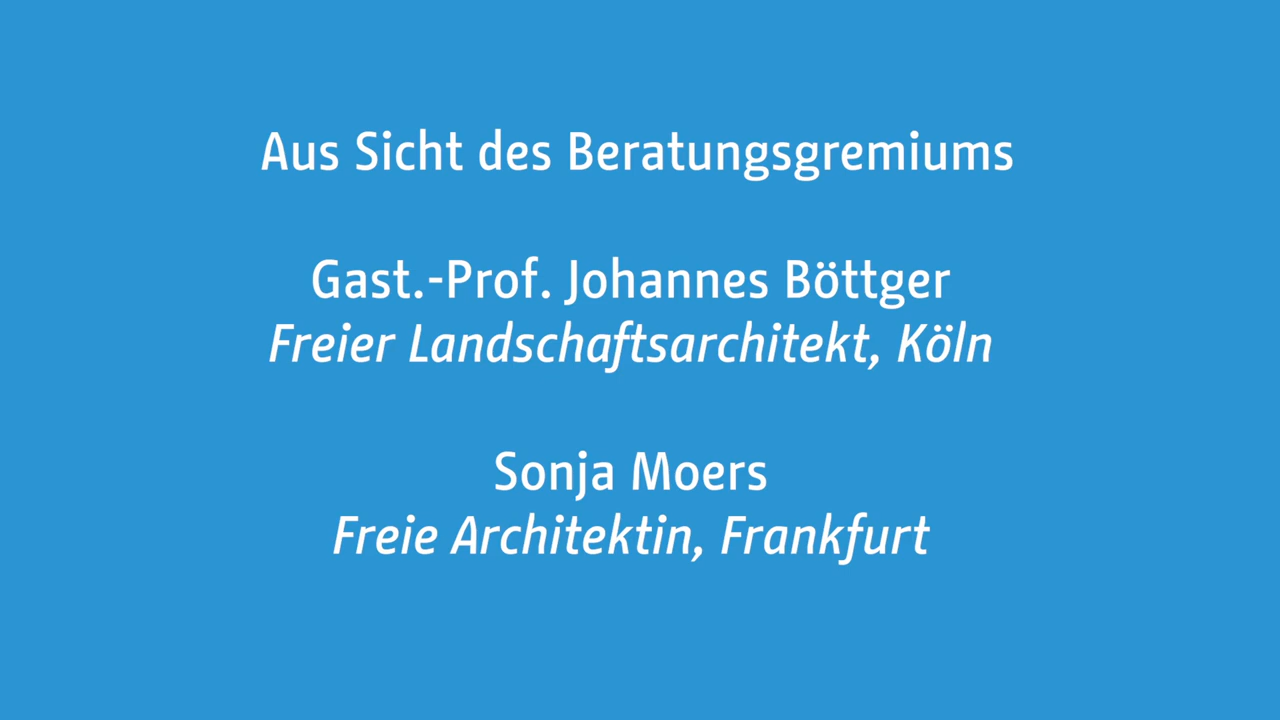 Aus Sicht des Beratungsgremiums
Gast.-Prof. Johannes Böttger
Freier Landschaftsarchitekt, Köln
Sonja Moers
Freie Architektin, Frankfurt